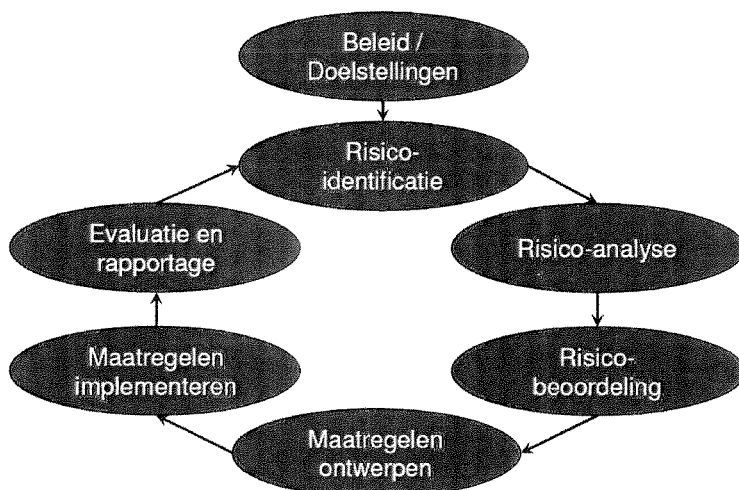 Beleid /
Doelstellingen
Risico-
identificatie
Risico-analyse
Risico-
beoordeling
Maatregelen
ontwerpen
Maatregelen
implementeren
Evaluatie en
rapportage